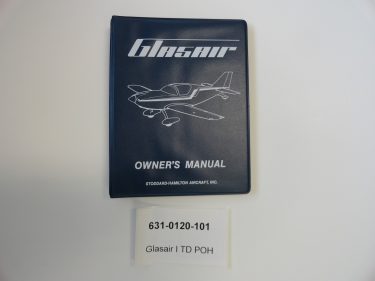 Glasair
OWNER'S MANUAL
STODDARD-HAMILTON AIRCRAFT, INC.
631-0120-101
Glasair I TD POH